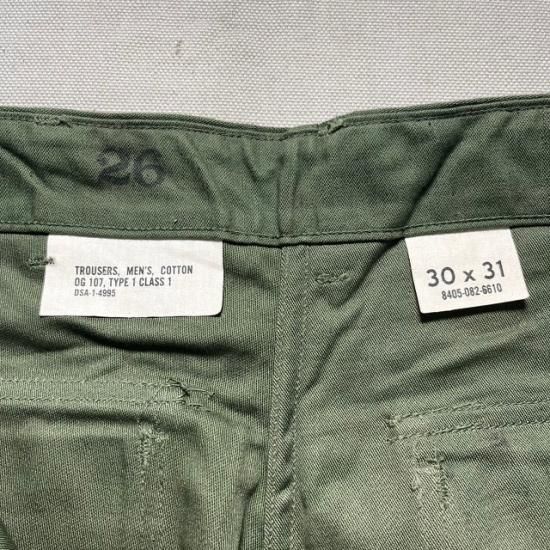 26
TROUSERS, MEN'S, COTTON
OG 107, TYPE 1 CLASS 1
DSA-1-4995
30 x 31
8405-082-6610